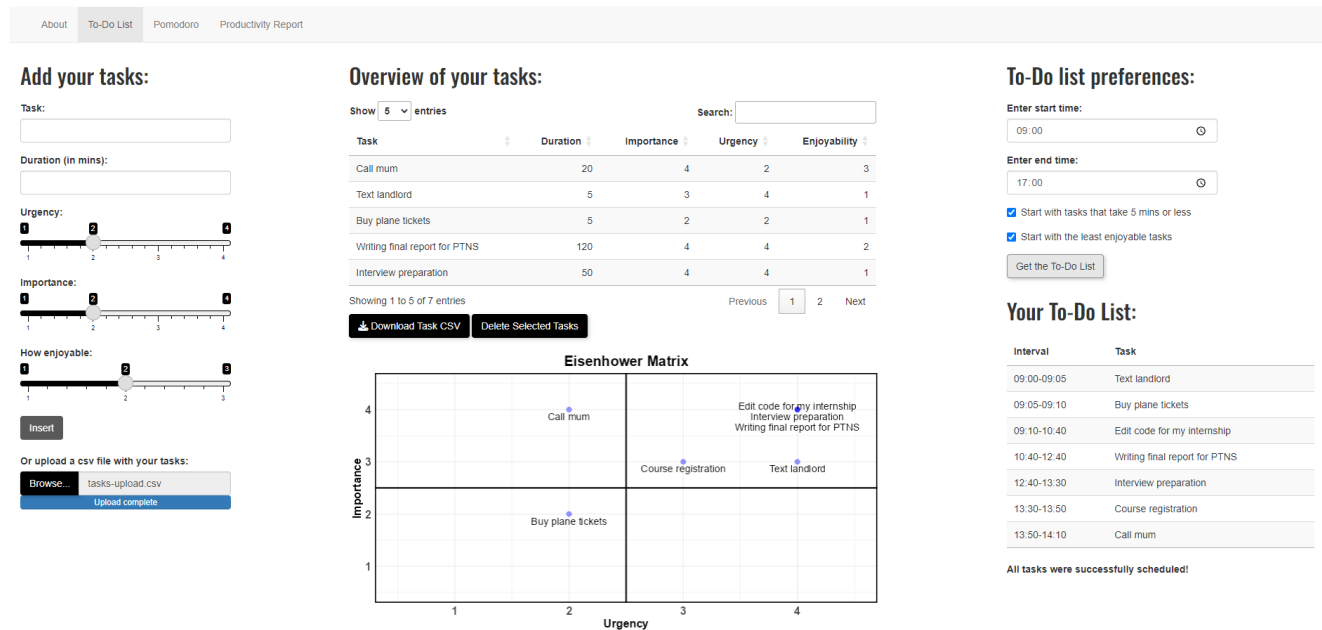 About To-Do List Pomodoro Productivity Report
Add your tasks:
Task:
Duration (in mins):
Urgency:
1 2 4
1 2 3 4
Importance:
1 2 4
1 2 3 4
How enjoyable:
1 2 3
1 2 3
Insert
Or upload a csv file with your tasks:
Browse... tasks-upload.csv
Upload complete
Overview of your tasks:
Show 5 entries Search:
Task Duration Importance Urgency Enjoyability
Call mum 20 4 2 3
Text landlord 5 3 4 1
Buy plane tickets 5 2 2 1
Writing final report for PTNS 120 4 4 2
Interview preparation 50 4 4 1
Showing 1 to 5 of 7 entries Previous 1 2 Next
Download Task CSV Delete Selected Tasks
Eisenhower Matrix
Importance
4
3
2
1
Call mum
Edit code for my internship
Interview preparation
Writing final report for PTNS
Course registration Text landlord
Buy plane tickets
1 2 3 4
Urgency
To-Do list preferences:
Enter start time:
09:00
Enter end time:
17:00
Start with tasks that take 5 mins or less
Start with the least enjoyable tasks
Get the To-Do List
Your To-Do List:
Interval Task
09:00-09:05 Text landlord
09:05-09:10 Buy plane tickets
09:10-10:40 Edit code for my internship
10:40-12:40 Writing final report for PTNS
12:40-13:30 Interview preparation
13:30-13:50 Course registration
13:50-14:10 Call mum
All tasks were successfully scheduled!